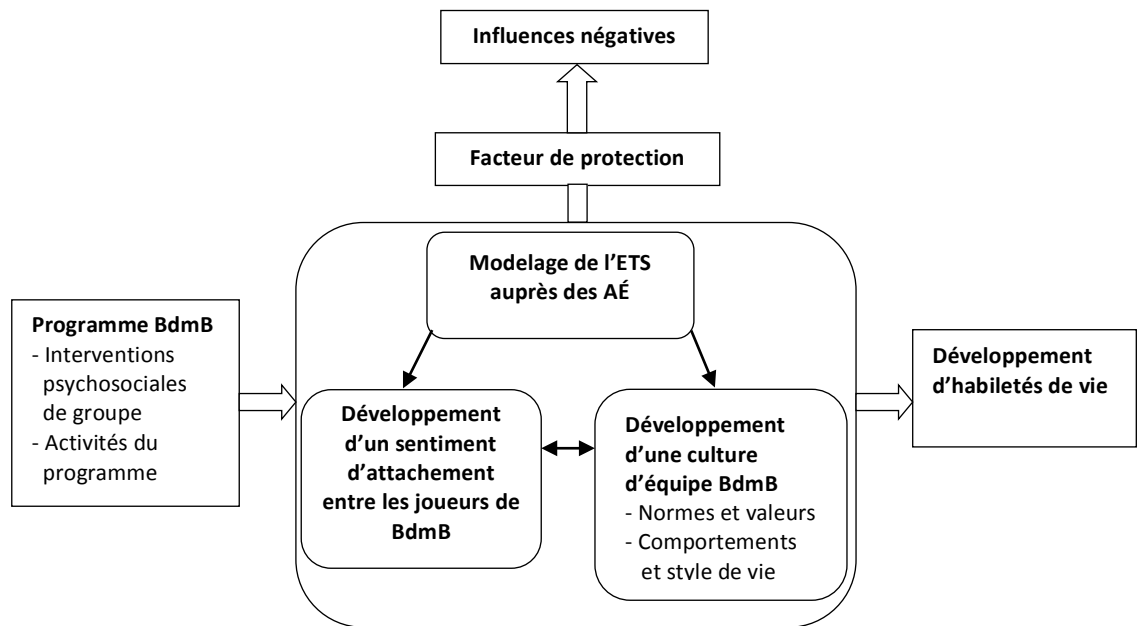 Influences négatives
Facteur de protection
Modelage de l’ETS
auprès des AÉ
Programme BdmB
- Interventions
psychosociales
de groupe
- Activités du
programme
Développement
d’un sentiment
d’attachement
entre les joueurs de
BdmB
Développement
d’une culture
d’équipe BdmB
- Normes et valeurs
- Comportements
et style de vie
Développement
d’habiletés de vie